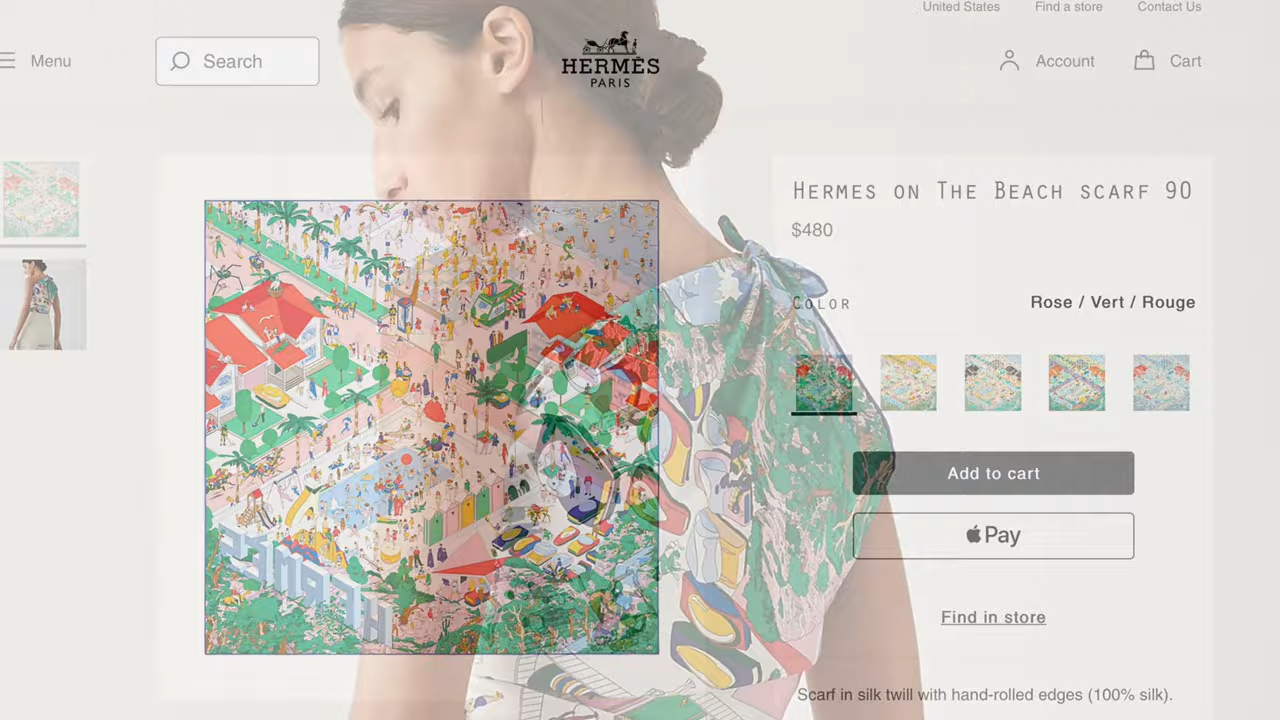 United States Find a store Contact Us
Menu Search Account Cart
HERMÈS
PARIS
Hermes on The Beach scarf 90
$480
Color Rose / Vert / Rouge
Add to cart
Pay
Find in store
Scarf in silk twill with hand-rolled edges (100% silk).
HERMÈS